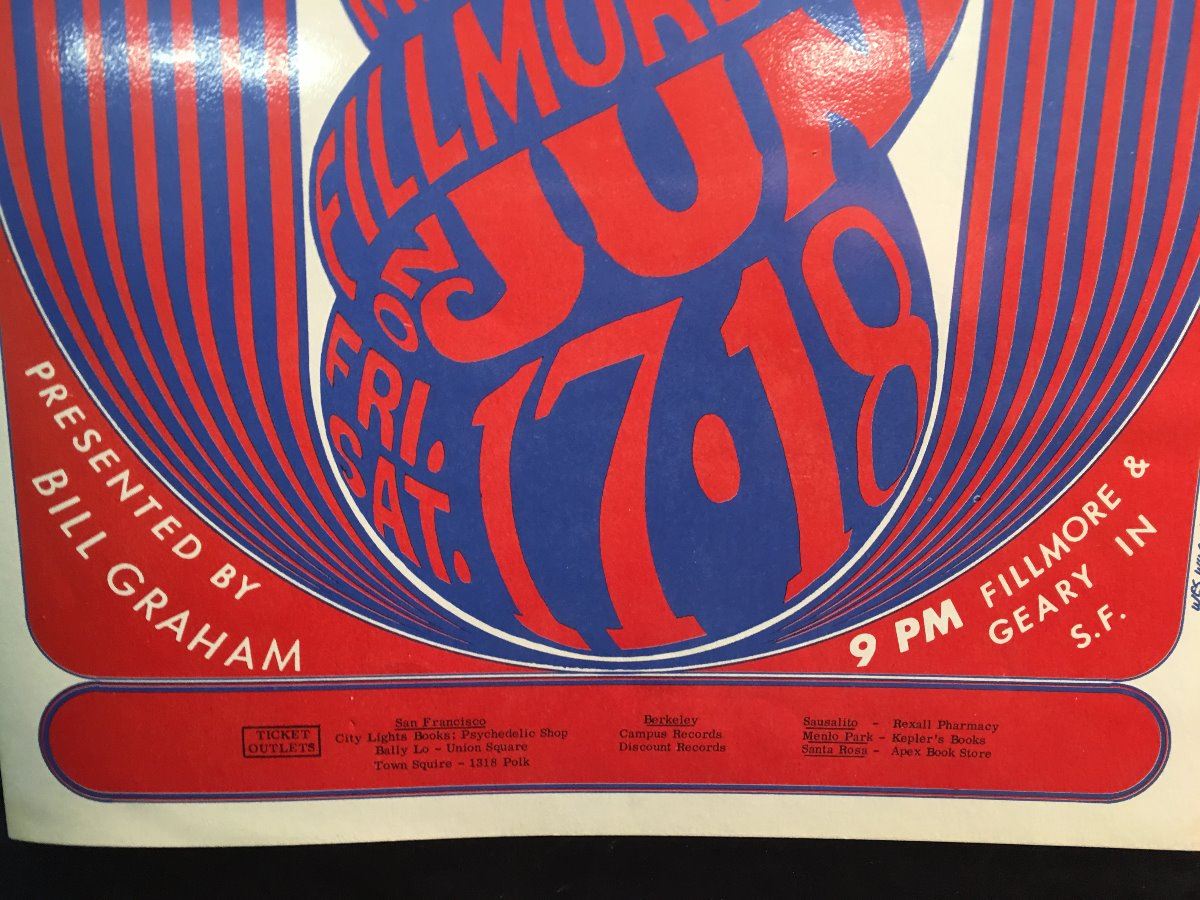 FILLMORE
JUN
ON
17·18
FRI.
SAT.
PRESENTED BY
BILL GRAHAM
9 PM FILLMORE &
GEARY IN
S.F.
TICKET
OUTLETS
San Francisco
City Lights Books; Psychedelic Shop
Bally Lo - Union Square
Town Squire - 1318 Polk
Berkeley
Campus Records
Discount Records
Sausalito - Rexall Pharmacy
Menlo Park - Kepler's Books
Santa Rosa - Apex Book Store